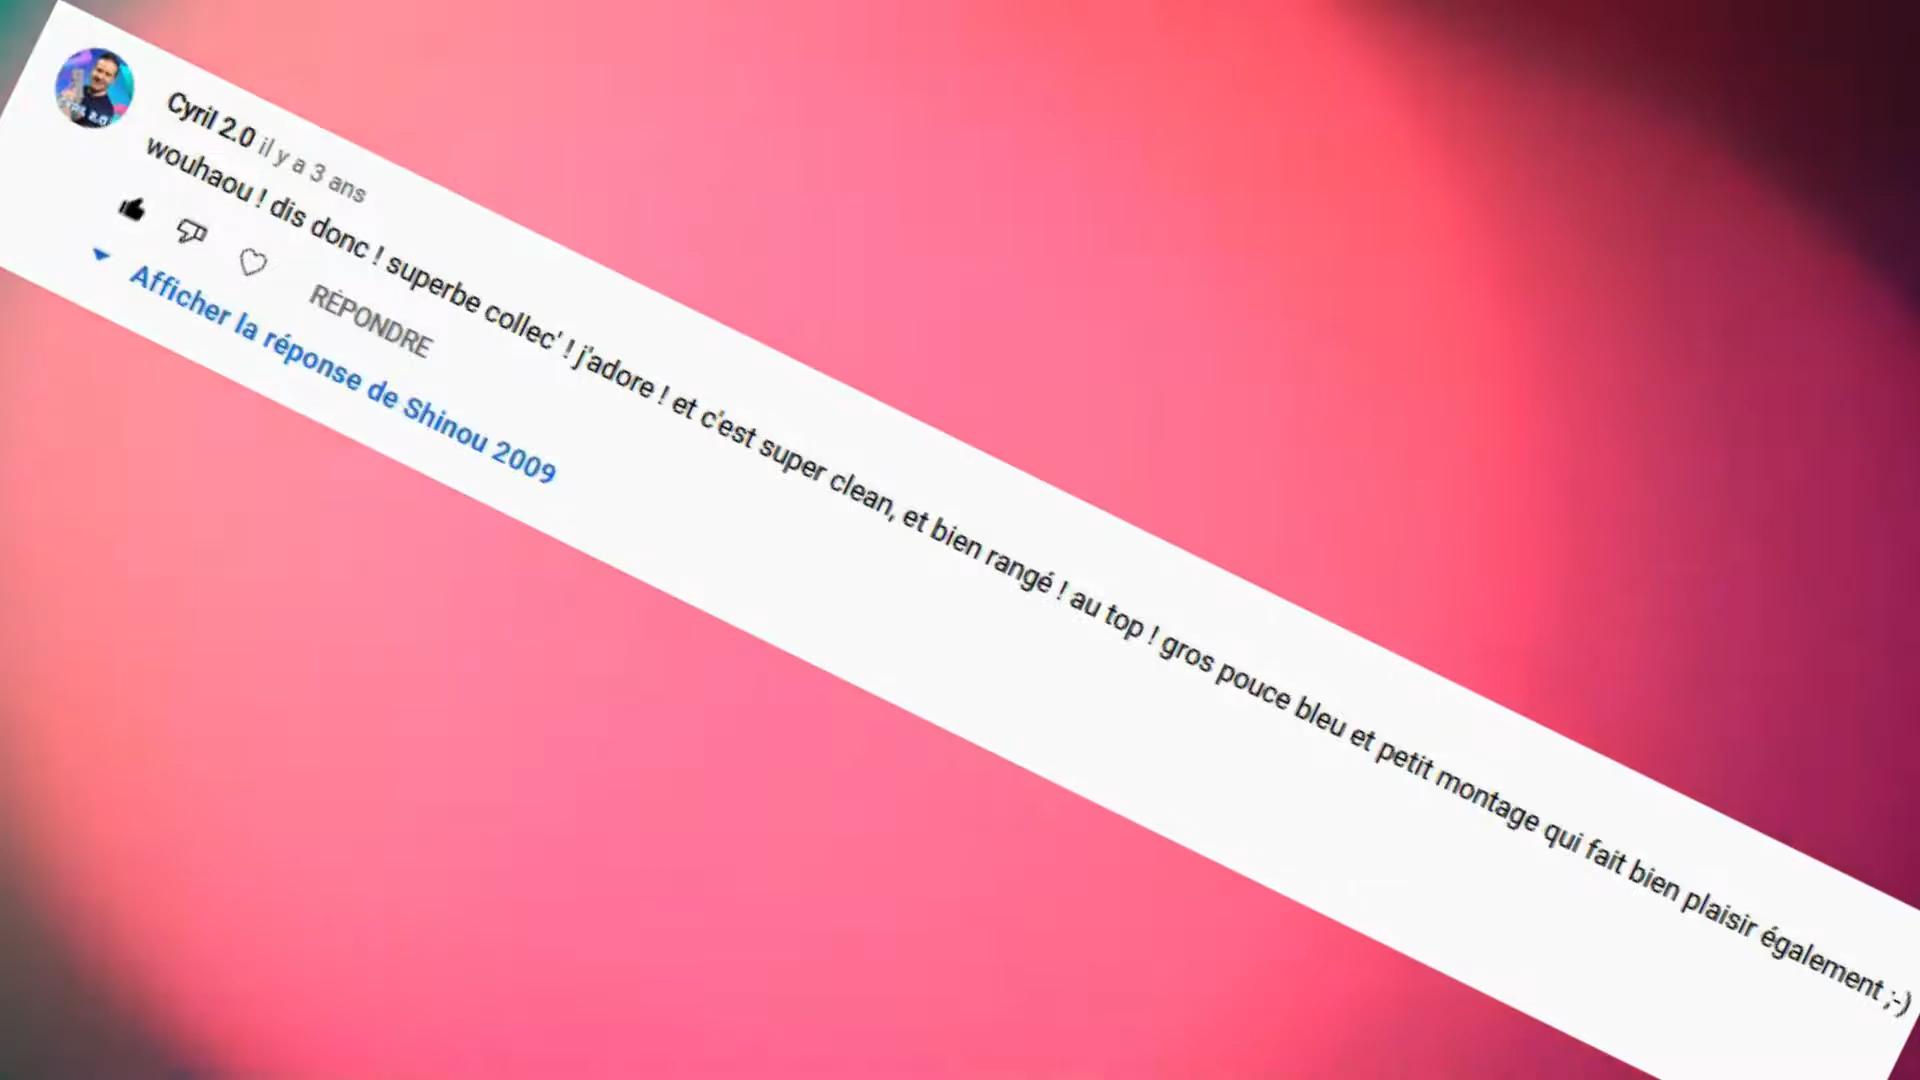 Cyril 2.0 il y a 3 ans
wouhaou ! dis donc ! superbe collec' ! j'adore ! et c'est super clean, et bien rangé ! au top ! gros pouce bleu et petit montage qui fait bien plaisir également ;-)
RÉPONDRE
Afficher la réponse de Shinou 2009